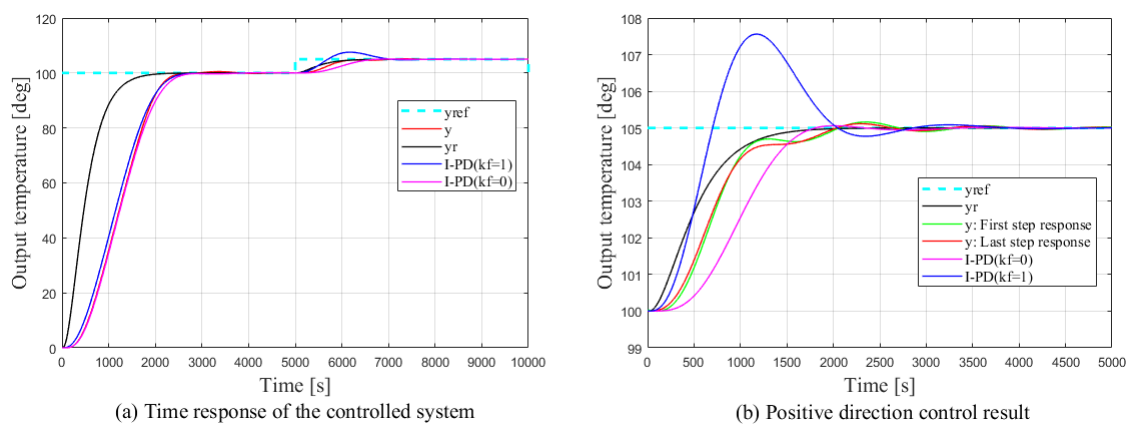 120
100
80
60
40
20
0
Output temperature [deg]
0
1000
2000
3000
4000
5000
6000
7000
8000
9000
10000
Time [s]
yref
y
yr
I-PD(kf=1)
I-PD(kf=0)
(a) Time response of the controlled system
108
107
106
105
104
103
102
101
100
99
Output temperature [deg]
0
500
1000
1500
2000
2500
3000
3500
4000
4500
5000
Time [s]
yref
yr
y: First step response
y: Last step response
I-PD(kf=0)
I-PD(kf=1)
(b) Positive direction control result